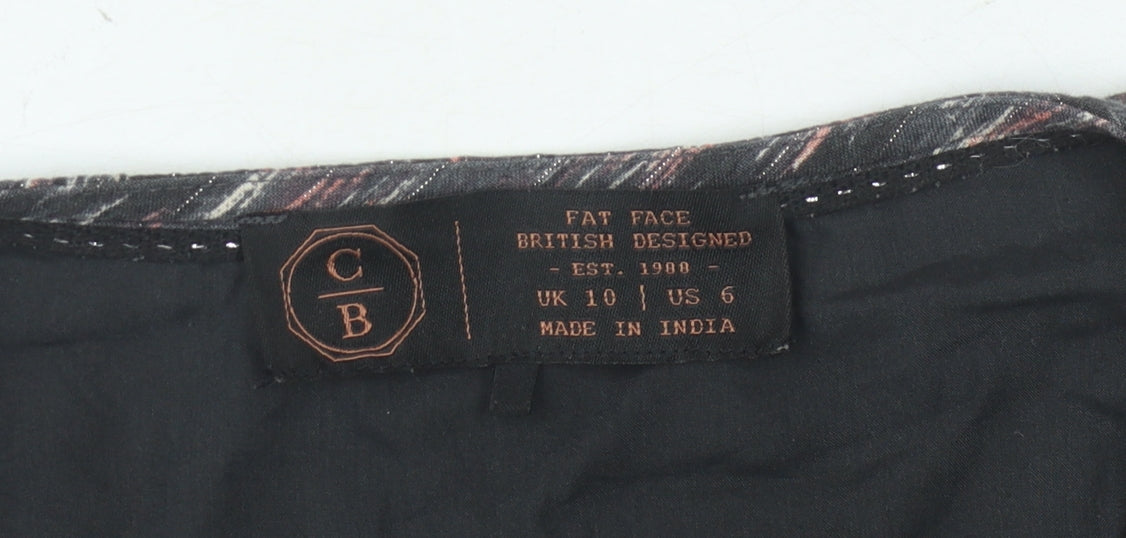 C
B
FAT FACE
BRITISH DESIGNED
- EST. 1988 -
UK 10 | US 6
MADE IN INDIA